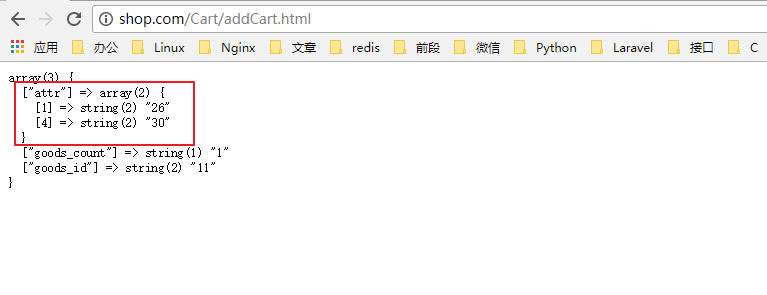 shop.com/Cart/addCart.html
应用 办公 Linux Nginx 文章 redis 前段 微信 Python Laravel 接口 C
array(3) {
  ["attr"] => array(2) {
    [1] => string(2) "26"
    [4] => string(2) "30"
  }
  ["goods_count"] => string(1) "1"
  ["goods_id"] => string(2) "11"
}